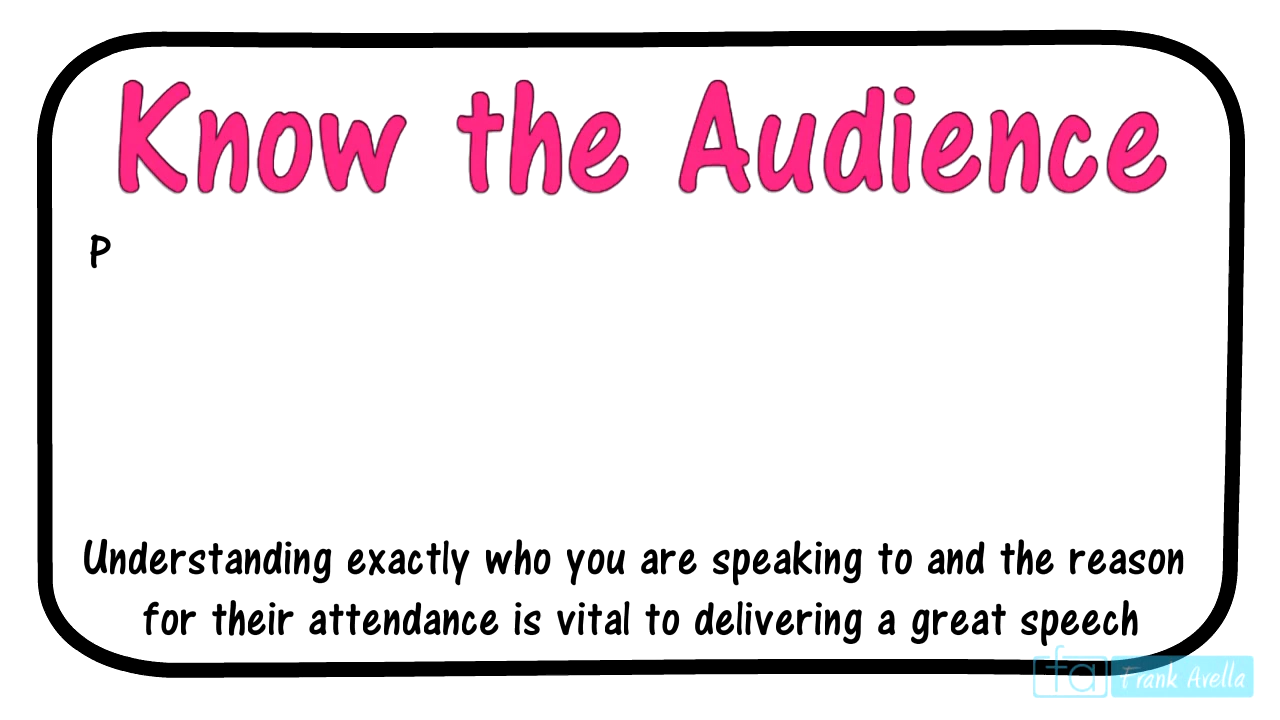 Know the Audience
P
Understanding exactly who you are speaking to and the reason
for their attendance is vital to delivering a great speech
fa Frank Avella